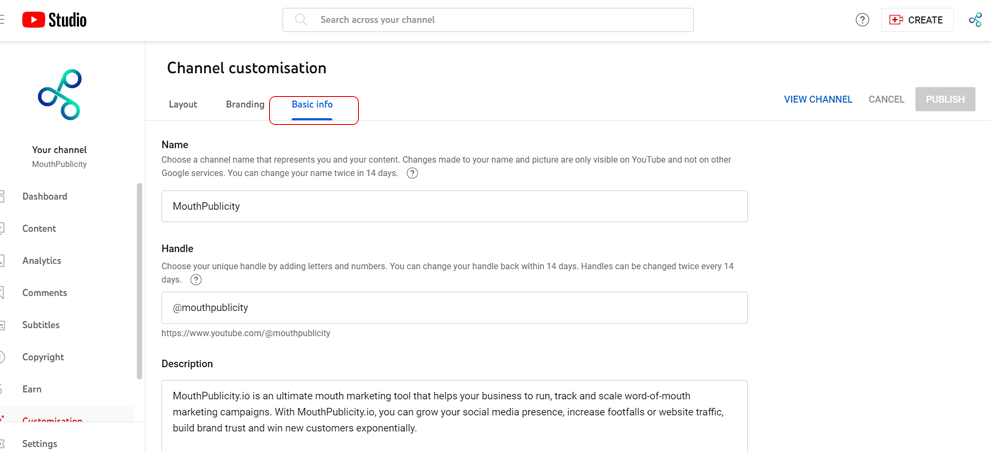 Studio
Search across your channel
CREATE
Channel customisation
Layout
Branding
Basic info
VIEW CHANNEL
CANCEL
PUBLISH
Your channel
MouthPublicity
Dashboard
Content
Analytics
Comments
Subtitles
Copyright
Earn
Customisation
Settings
Name
Choose a channel name that represents you and your content. Changes made to your name and picture are only visible on YouTube and not on other
Google services. You can change your name twice in 14 days.
MouthPublicity
Handle
Choose your unique handle by adding letters and numbers. You can change your handle back within 14 days. Handles can be changed twice every 14
days.
@mouthpublicity
https://www.youtube.com/@mouthpublicity
Description
MouthPublicity.io is an ultimate mouth marketing tool that helps your business to run, track and scale word-of-mouth
marketing campaigns. With MouthPublicity.io, you can grow your social media presence, increase footfalls or website traffic,
build brand trust and win new customers exponentially.